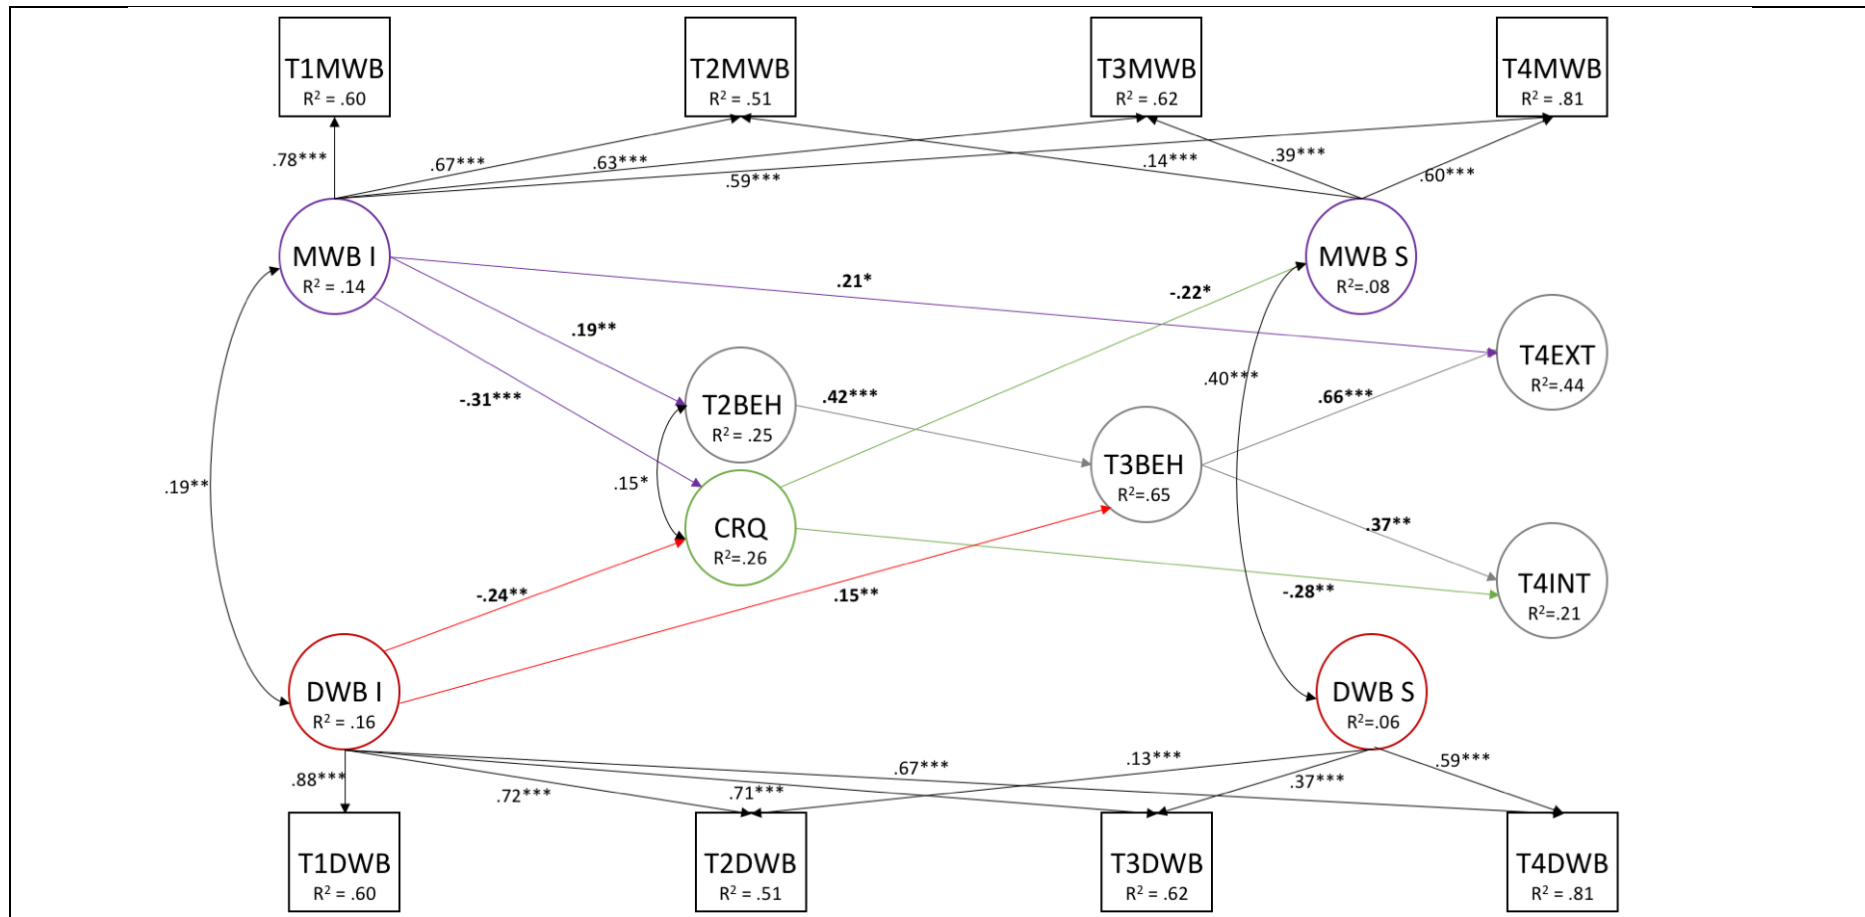 T1MWB
R² = .60
T2MWB
R² = .51
T3MWB
R² = .62
T4MWB
R² = .81
.78***
.67***
.63***
.59***
.14***
.39***
.60***
MWB I
R² = .14
MWB S
R²=.08
.21*
-.22*
.19**
-.31***
T2BEH
R² = .25
.42***
.40***
T4EXT
R²=.44
.66***
T3BEH
R²=.65
.19**
.15*
CRQ
R²=.26
.37**
T4INT
R²=.21
-.24**
.15**
-.28**
DWB I
R² = .16
DWB S
R²=.06
.88***
.72***
.71***
.67***
.13***
.37***
.59***
T1DWB
R² = .60
T2DWB
R² = .51
T3DWB
R² = .62
T4DWB
R² = .81